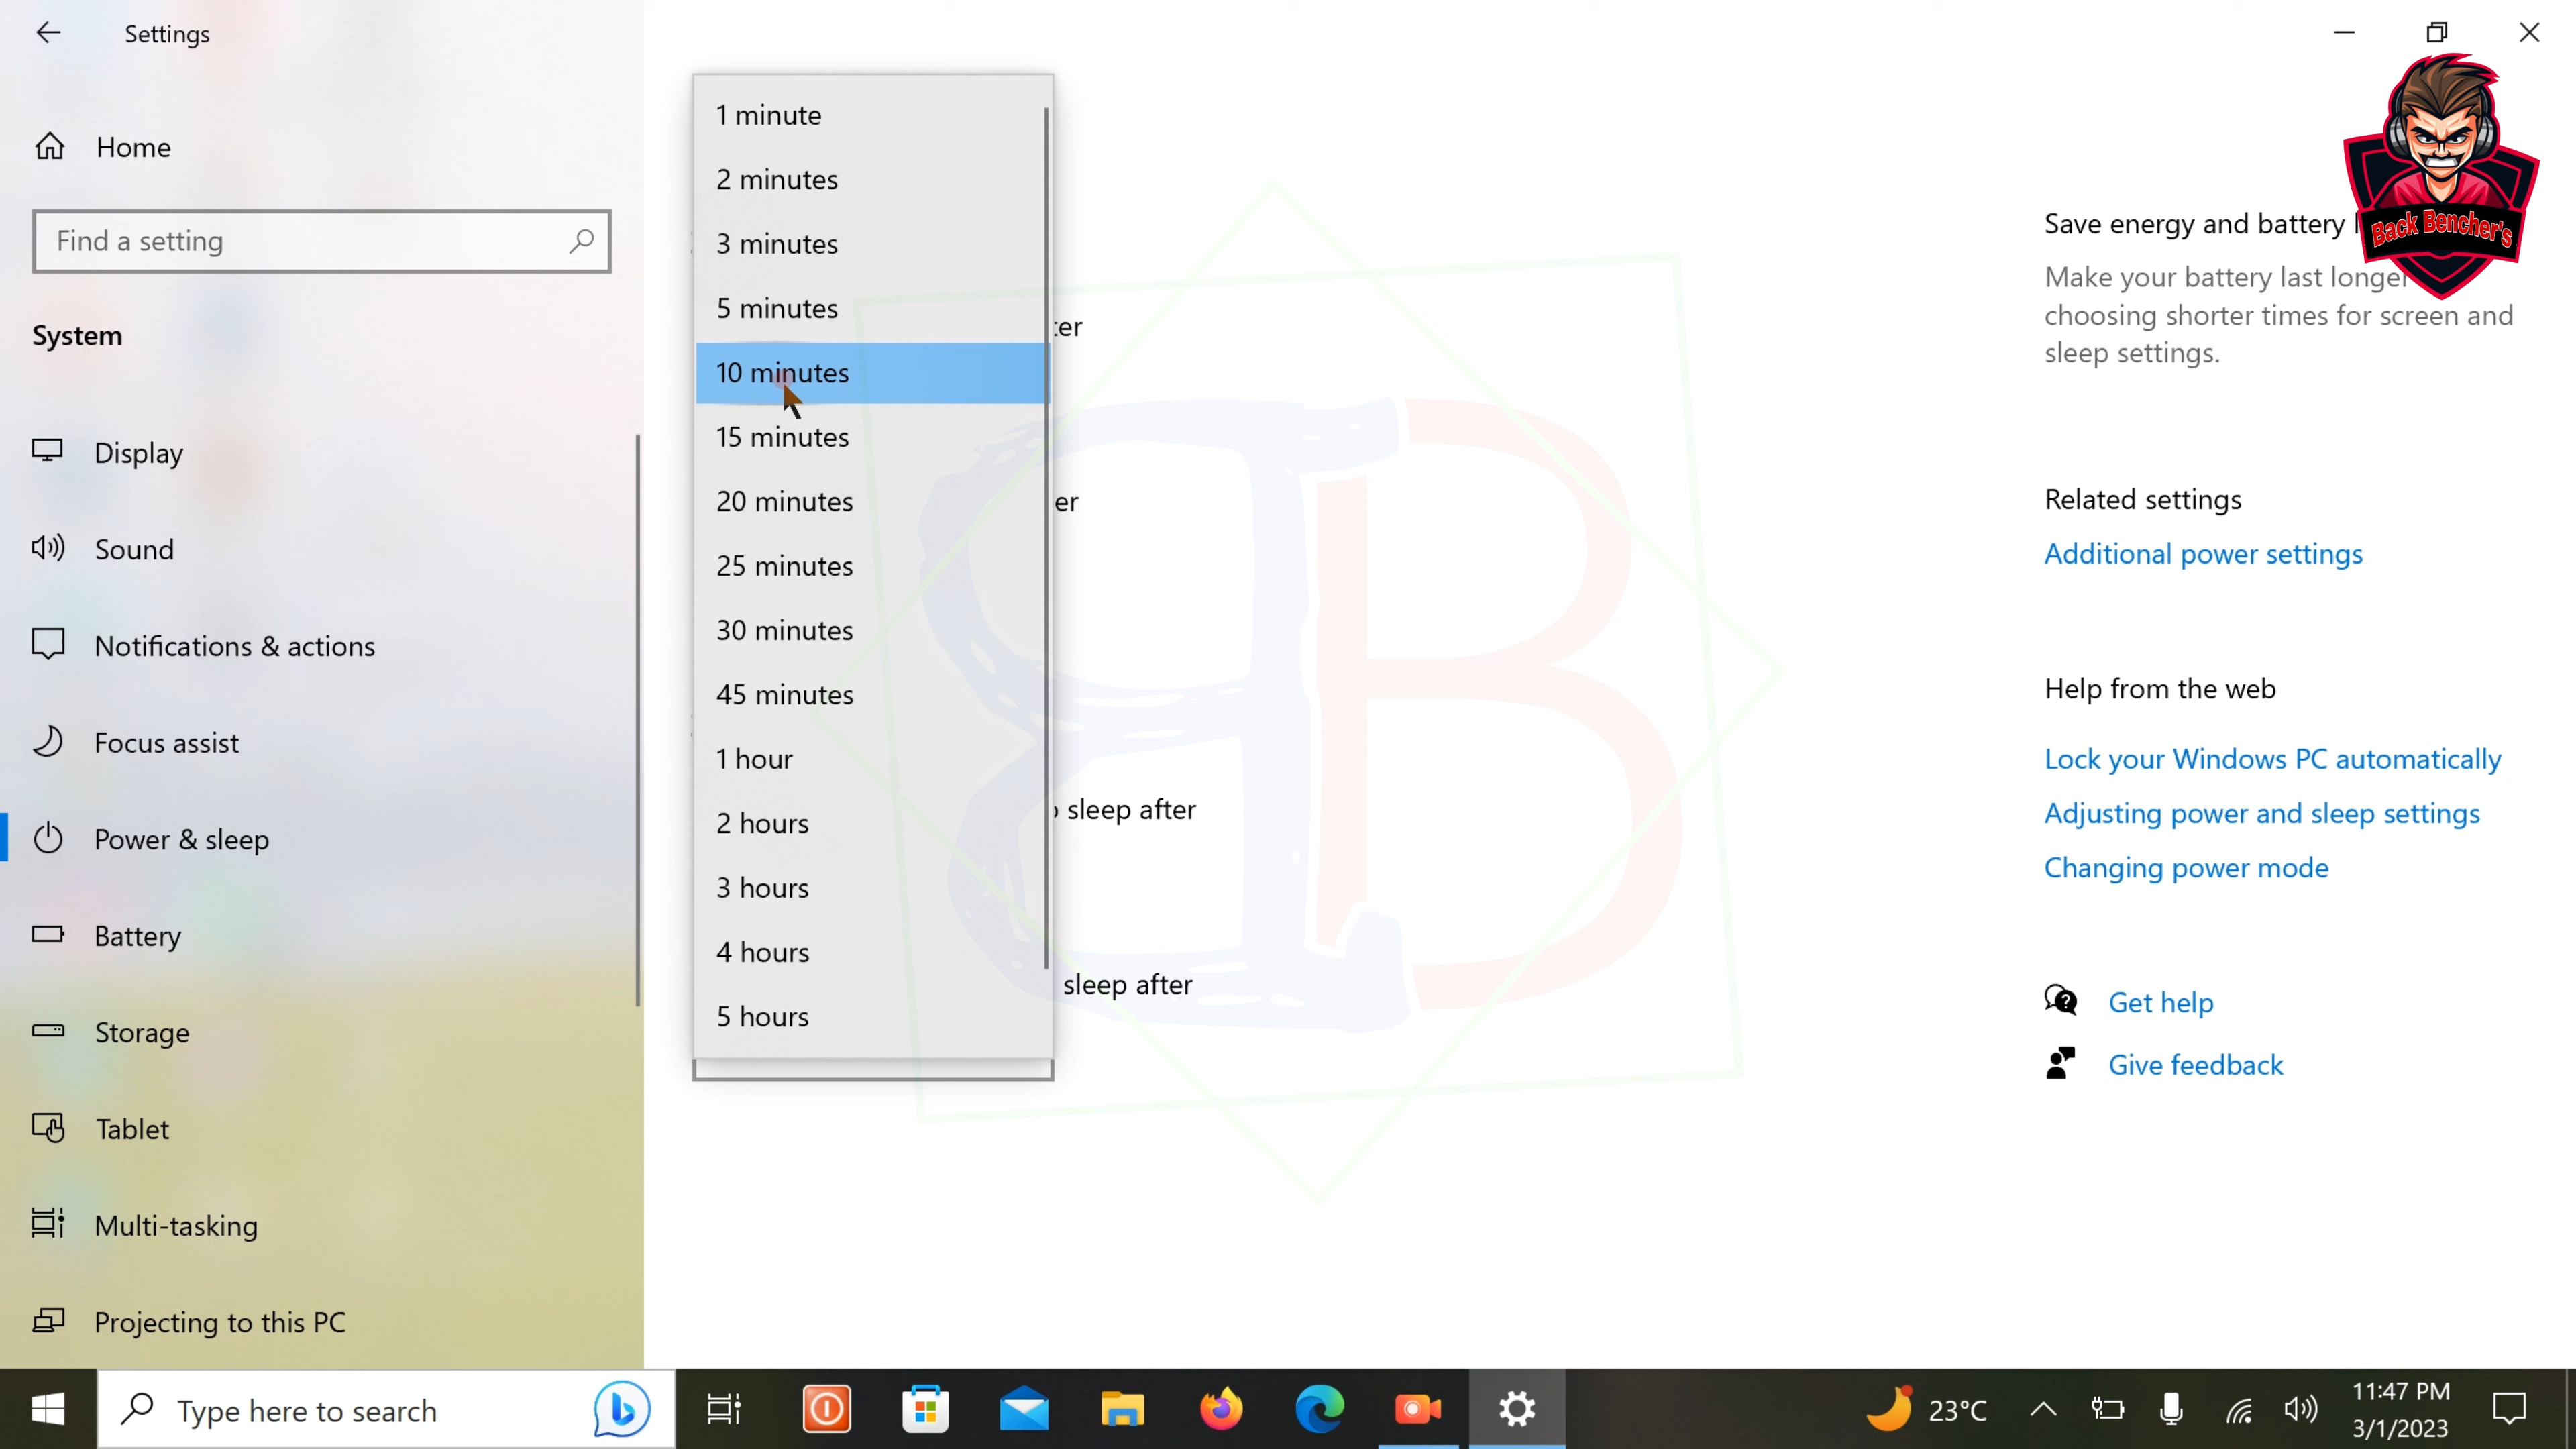 Settings
Home
Find a setting
System
Display
Sound
Notifications & actions
Focus assist
Power & sleep
Battery
Storage
Tablet
Multi-tasking
Projecting to this PC
1 minute
2 minutes
3 minutes
5 minutes
10 minutes
15 minutes
20 minutes
25 minutes
30 minutes
45 minutes
1 hour
2 hours
3 hours
4 hours
5 hours
sleep after
sleep after
Back Bencher's
Save energy and battery
Make your battery last longer
choosing shorter times for screen and
sleep settings.
Related settings
Additional power settings
Help from the web
Lock your Windows PC automatically
Adjusting power and sleep settings
Changing power mode
Get help
Give feedback
BB
Type here to search
23°C
11:47 PM
3/1/2023